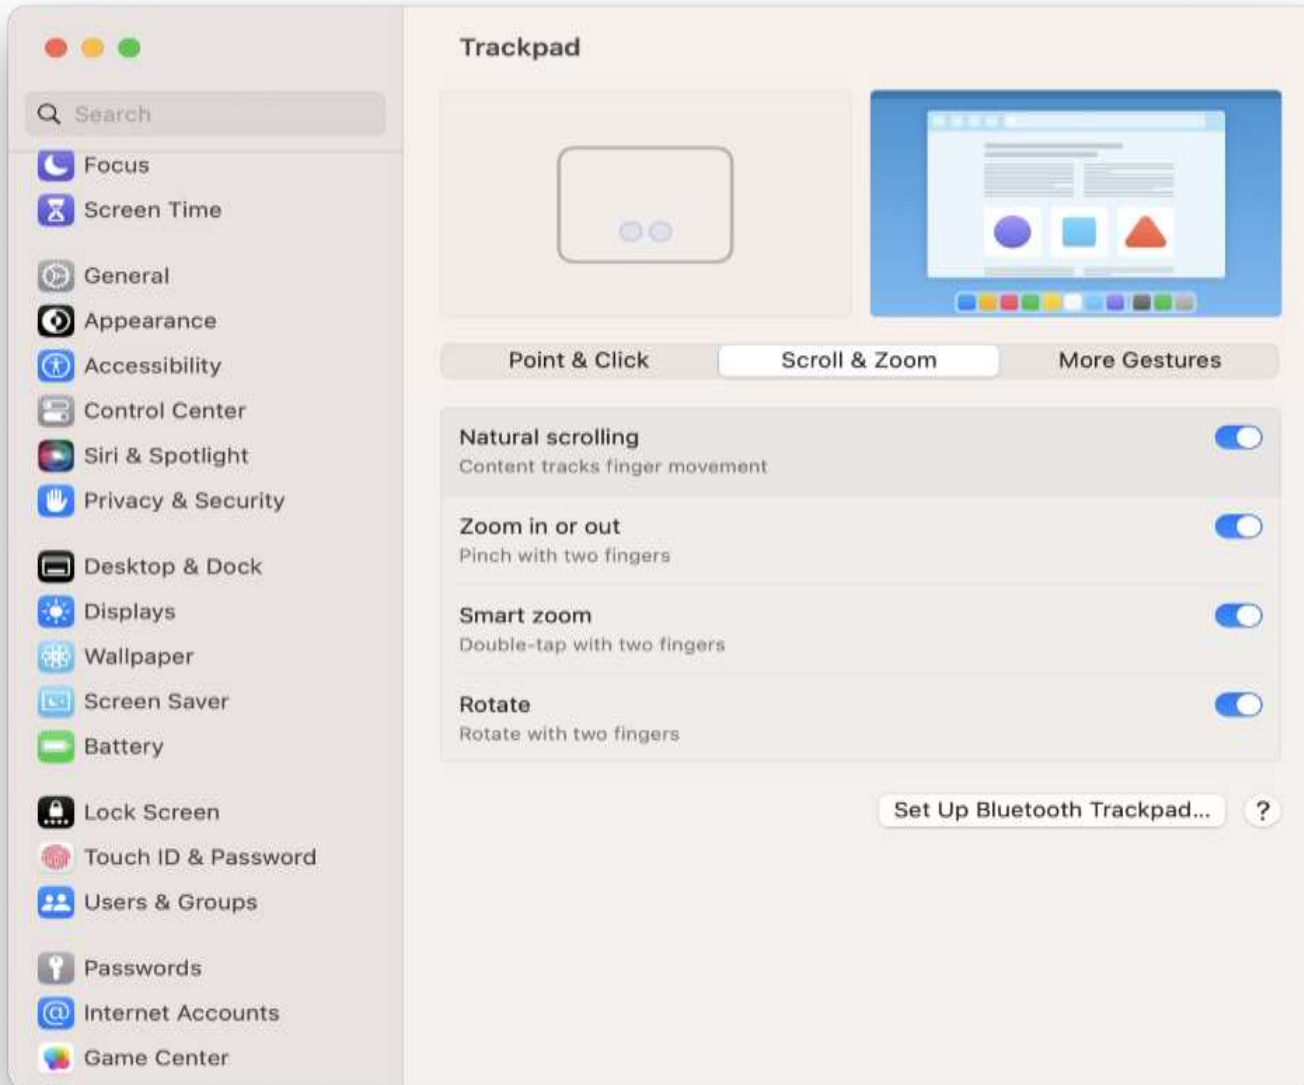 Search
Focus
Screen Time
General
Appearance
Accessibility
Control Center
Siri & Spotlight
Privacy & Security
Desktop & Dock
Displays
Wallpaper
Screen Saver
Battery
Lock Screen
Touch ID & Password
Users & Groups
Passwords
Internet Accounts
Game Center
Trackpad
Point & Click
Scroll & Zoom
More Gestures
Natural scrolling
Content tracks finger movement
Zoom in or out
Pinch with two fingers
Smart zoom
Double-tap with two fingers
Rotate
Rotate with two fingers
Set Up Bluetooth Trackpad...
?